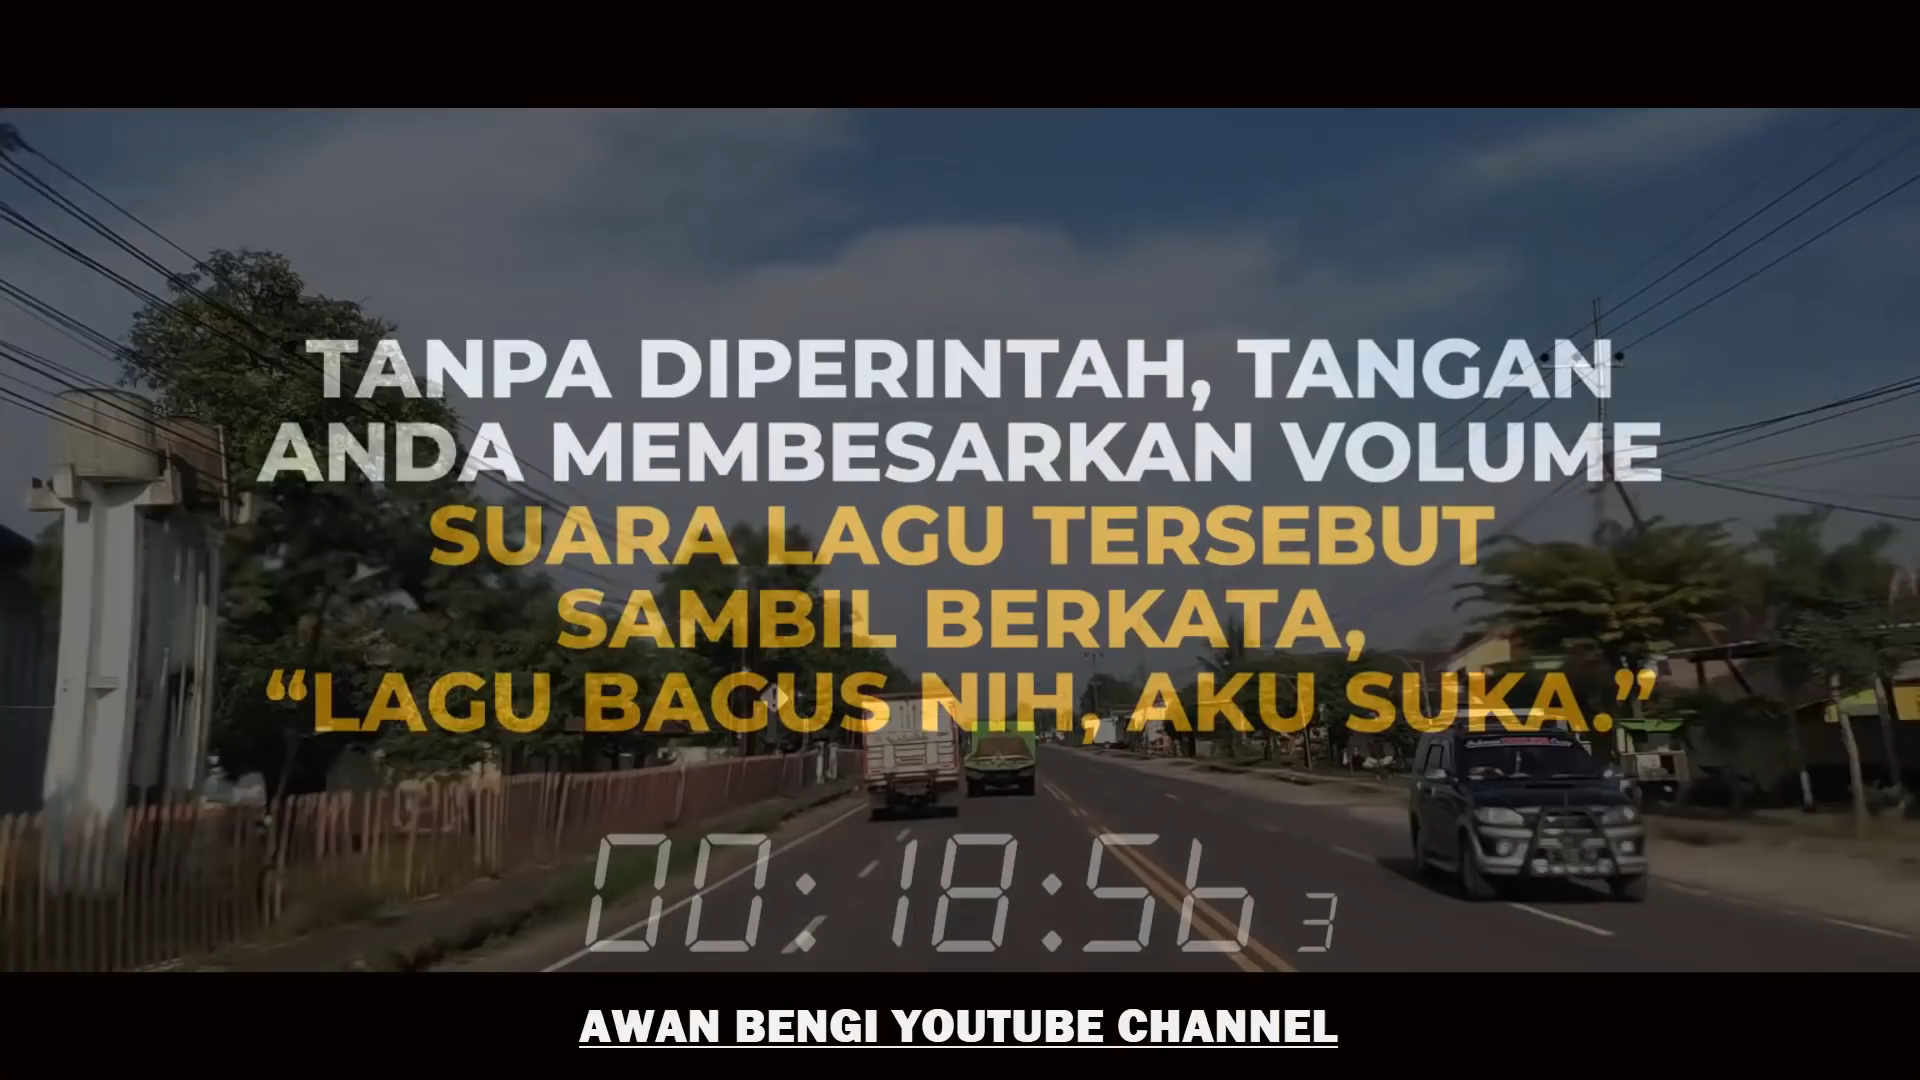 TANPA DIPERINTAH, TANGAN
ANDA MEMBESARKAN VOLUME
SUARA LAGU TERSEBUT
SAMBIL BERKATA,
“LAGU BAGUS NIH, AKU SUKA.”
00:18:56 3
AWAN BENGI YOUTUBE CHANNEL